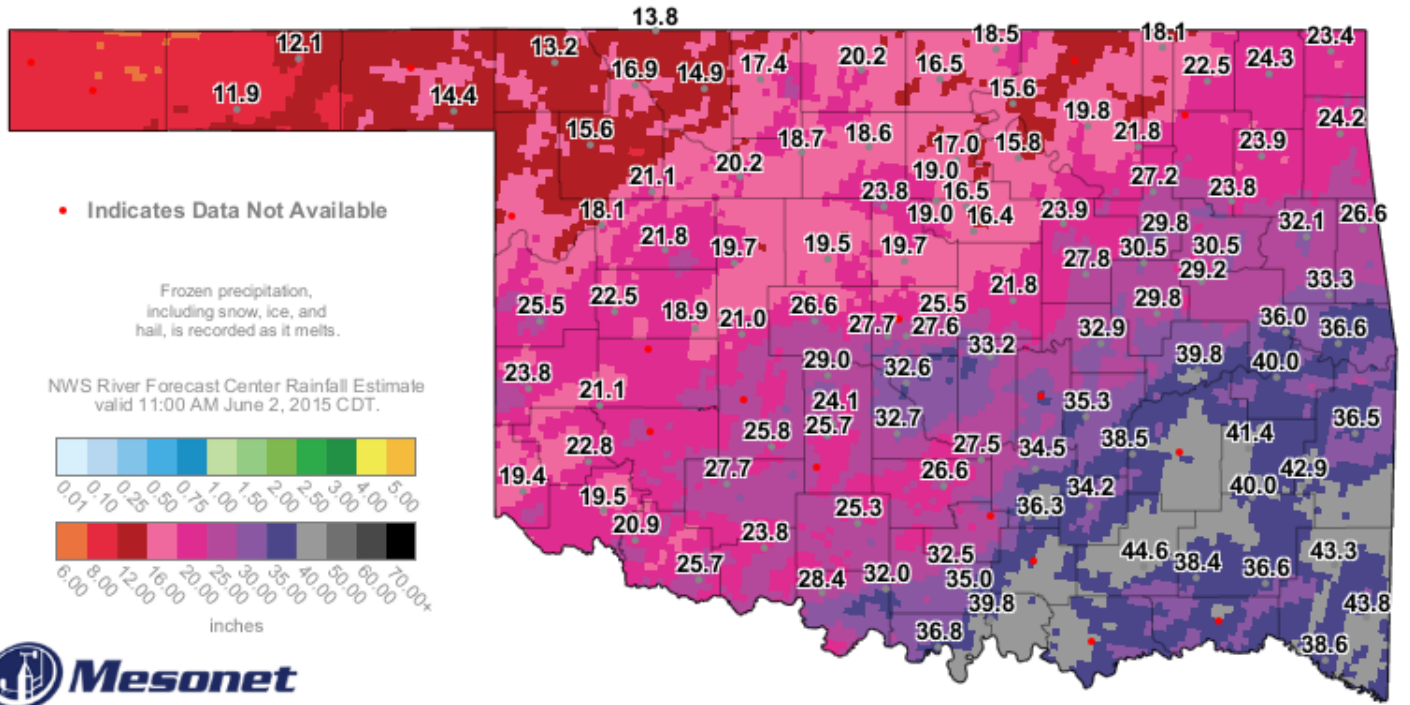 13.8
18.5 18.1 23.4
12.1 13.2 16.9 14.9 17.4 20.2 16.5 22.5 24.3
11.9 14.4 15.6 19.8 24.2
15.6 18.7 18.6 17.0 15.8 21.8 23.9
21.1 20.2 19.0 27.2 23.8
23.8 16.5
• Indicates Data Not Available
18.1 19.0 16.4 23.9 29.8 32.1 26.6
21.8 19.7 19.5 19.7 27.8 30.5 30.5
29.2 33.3
Frozen precipitation,
including snow, ice, and
hail, is recorded as it melts.
25.5 22.5 18.9 21.0 26.6 25.5 21.8 29.8
27.7 27.6 32.9 36.0 36.6
33.2
23.8 29.0 32.6 39.8 40.0
NWS River Forecast Center Rainfall Estimate
valid 11:00 AM June 2, 2015 CDT.
21.1 24.1 35.3
25.8 25.7 32.7 36.5
22.8 27.5 34.5 38.5 41.4
19.4 27.7 26.6 34.2 40.0 42.9
19.5 25.3 36.3
20.9 23.8
25.7 32.5 44.6 38.4 36.6 43.3
28.4 32.0 35.0
39.8 43.8
36.8 38.6
0.01 0.10 0.25 0.50 0.75 1.00 1.50 2.00 2.50 3.00 4.00 5.00
6.00 8.00 12.00 16.00 20.00 25.00 30.00 35.00 40.00 50.00 60.00 70.00+
inches
Mesonet